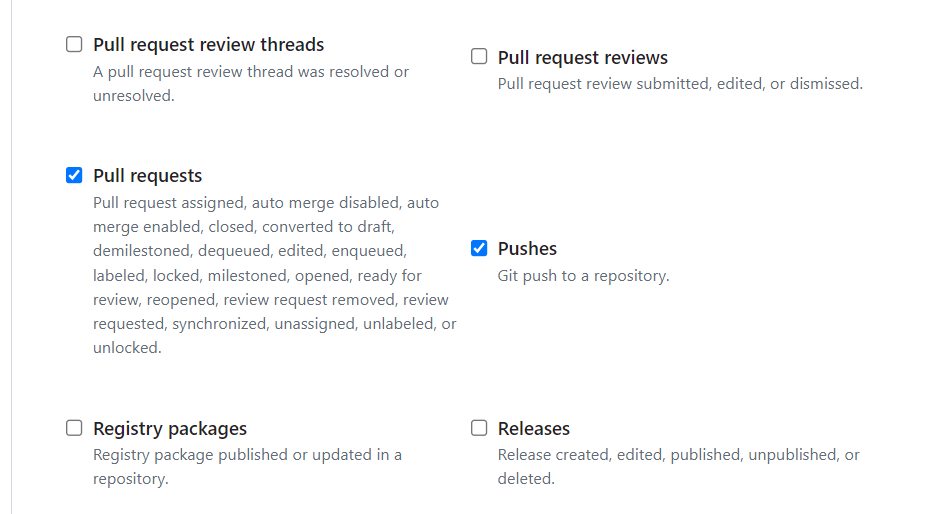 Pull request review threads
A pull request review thread was resolved or
unresolved.
Pull request reviews
Pull request review submitted, edited, or dismissed.
Pull requests
Pull request assigned, auto merge disabled, auto
merge enabled, closed, converted to draft,
demilestoned, dequeued, edited, enqueued,
labeled, locked, milestoned, opened, ready for
review, reopened, review request removed, review
requested, synchronized, unassigned, unlabeled, or
unlocked.
Pushes
Git push to a repository.
Registry packages
Registry package published or updated in a
repository.
Releases
Release created, edited, published, unpublished, or
deleted.